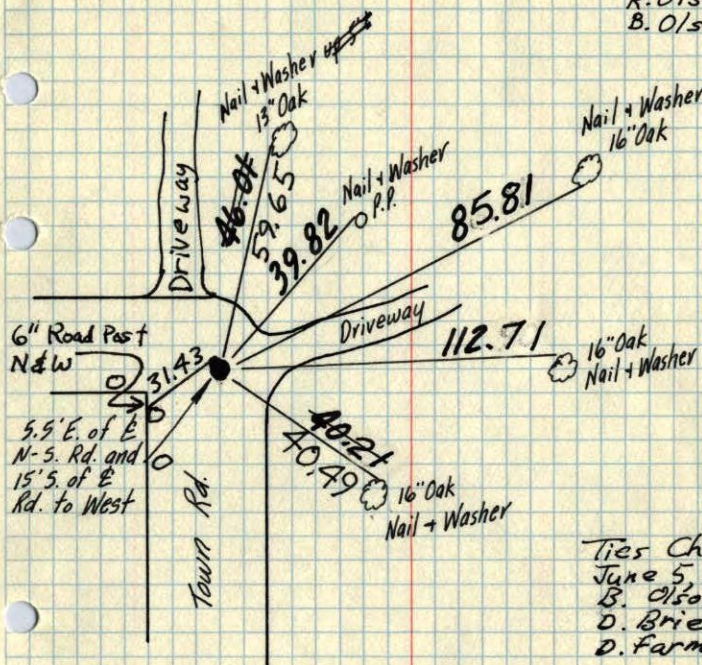 R. Ols
B. Ols
Nail + Washer
13" Oak
Nail + Washer
16" Oak
Nail + Washer
P.P.
Driveway
46.01
59.65
39.82
85.81
Driveway
112.71
16" Oak
Nail + Washer
6" Road Post
N & W
31.43
5.5' E. of ℄
N-S. Rd. and
15' S. of ℄
Rd. to West
40.21
40.49
16" Oak
Nail + Washer
Town Rd.
Ties Ch
June 5,
B. Olso
D. Brie
D. Farm